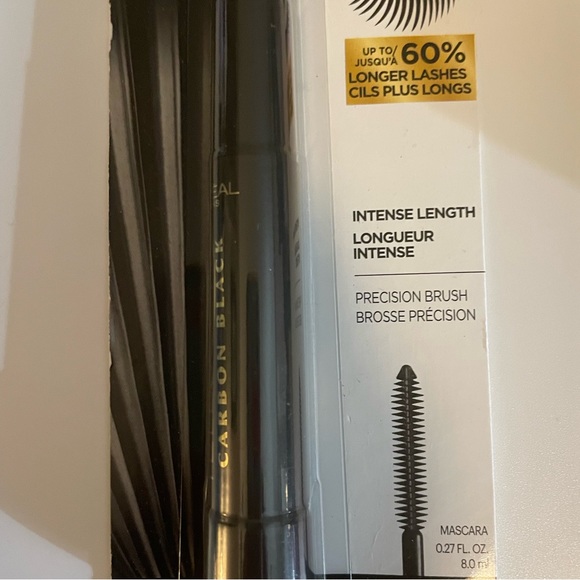 UP TO/
JUSQU'À 60%
LONGER LASHES
CILS PLUS LONGS
INTENSE LENGTH
LONGUEUR
INTENSE
PRECISION BRUSH
BROSSE PRÉCISION
MASCARA
0.27 FL. OZ.
8.0 m
EAL
CARBON BLACK